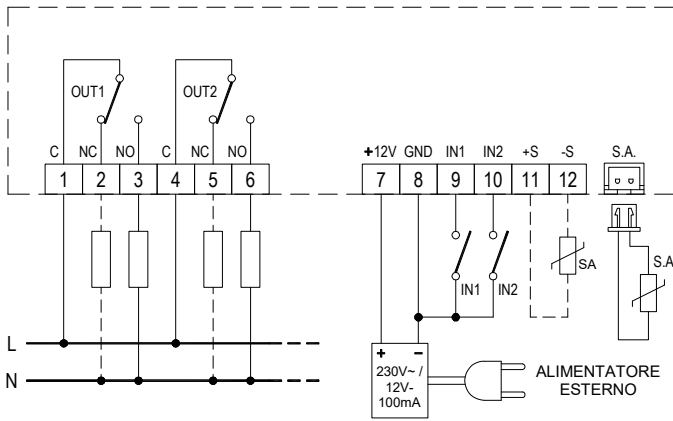 OUT1 OUT2
C NC NO C NC NO +12V GND IN1 IN2 +S -S S.A.
1 2 3 4 5 6 7 8 9 10 11 12
SA
S.A.
IN1 IN2
L
N
+ −
230V~ /
12V-
100mA
ALIMENTATORE
ESTERNO